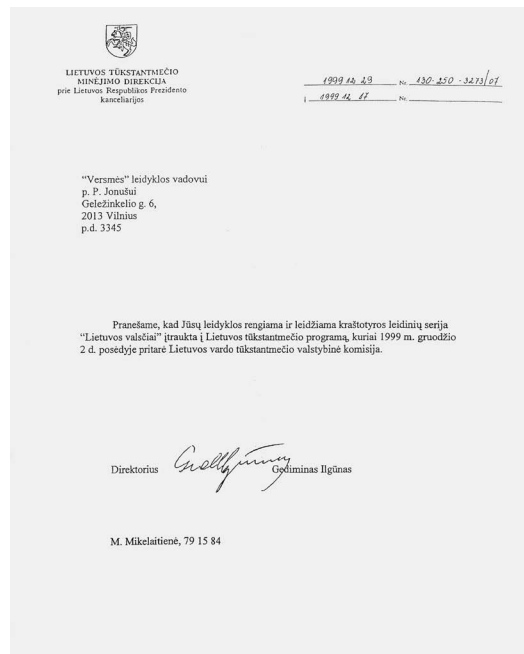 LIETUVOS TŪKSTANTMEČIO
MINĖJIMO DIREKCIJA
prie Lietuvos Respublikos Prezidento
kanceliarijos
1999 12 29 Nr. 130-250-3273/07
Į 1999 12 17 Nr.
"Versmės" leidyklos vadovui
p. P. Jonušui
Geležinkelio g. 6,
2013 Vilnius
p.d. 3345
Pranešame, kad Jūsų leidyklos rengiama ir leidžiama kraštotyros leidinių serija
"Lietuvos valsčiai" įtraukta į Lietuvos tūkstantmečio programą, kuriai 1999 m. gruodžio
2 d. posėdyje pritarė Lietuvos vardo tūkstantmečio valstybinė komisija.
Direktorius Gediminas Ilgūnas
M. Mikelaitienė, 79 15 84